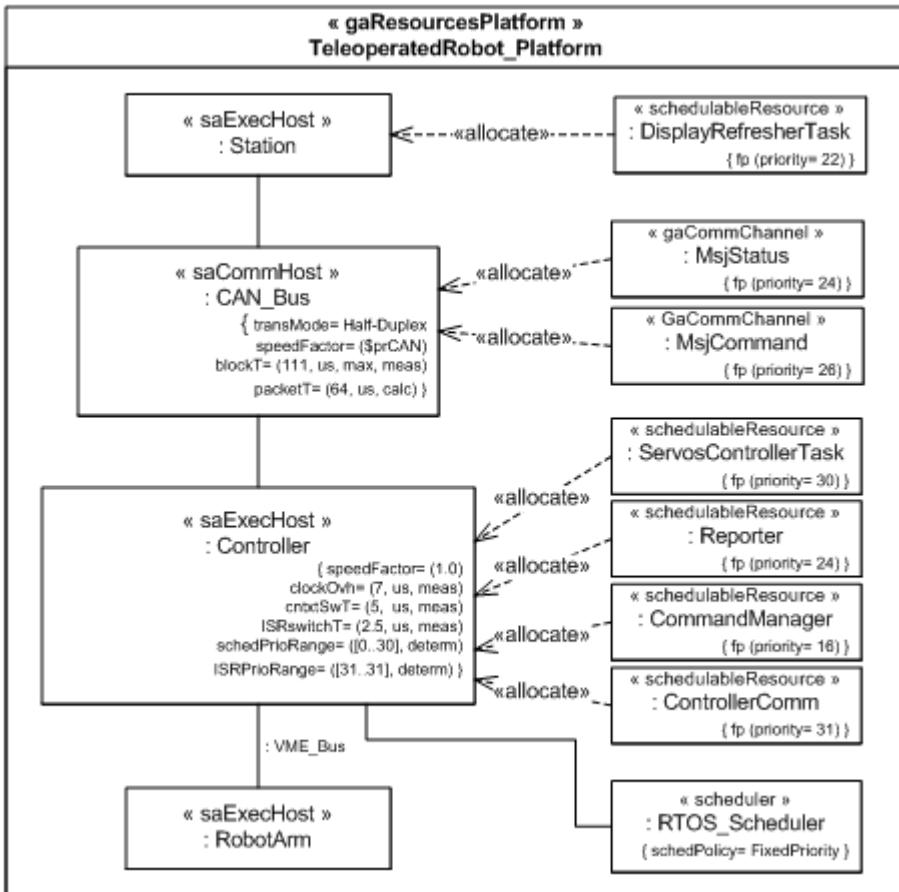 « gaResourcesPlatform »
TeleoperatedRobot_Platform
« saExecHost »
: Station
«allocate»
« schedulableResource »
: DisplayRefresherTask
{ fp (priority= 22) }
« saCommHost »
: CAN_Bus
{ transMode= Half-Duplex
speedFactor= ($prCAN)
blockT= (111, us, max, meas)
packetT= (64, us, calc) }
«allocate»
« gaCommChannel »
: MsjStatus
{ fp (priority= 24) }
«allocate»
« GaCommChannel »
: MsjCommand
{ fp (priority= 26) }
« saExecHost »
: Controller
{ speedFactor= (1.0)
clockOvh= (7, us, meas)
cntxtSwT= (5, us, meas)
ISRswitchT= (2.5, us, meas)
schedPrioRange= ([0..30], determ)
ISRPrioRange= ([31..31], determ) }
«allocate»
« schedulableResource »
: ServosControllerTask
{ fp (priority= 30) }
«allocate»
« schedulableResource »
: Reporter
{ fp (priority= 24) }
«allocate»
« schedulableResource »
: CommandManager
{ fp (priority= 16) }
«allocate»
« schedulableResource »
: ControllerComm
{ fp (priority= 31) }
: VME_Bus
« saExecHost »
: RobotArm
« scheduler »
: RTOS_Scheduler
{ schedPolicy= FixedPriority }